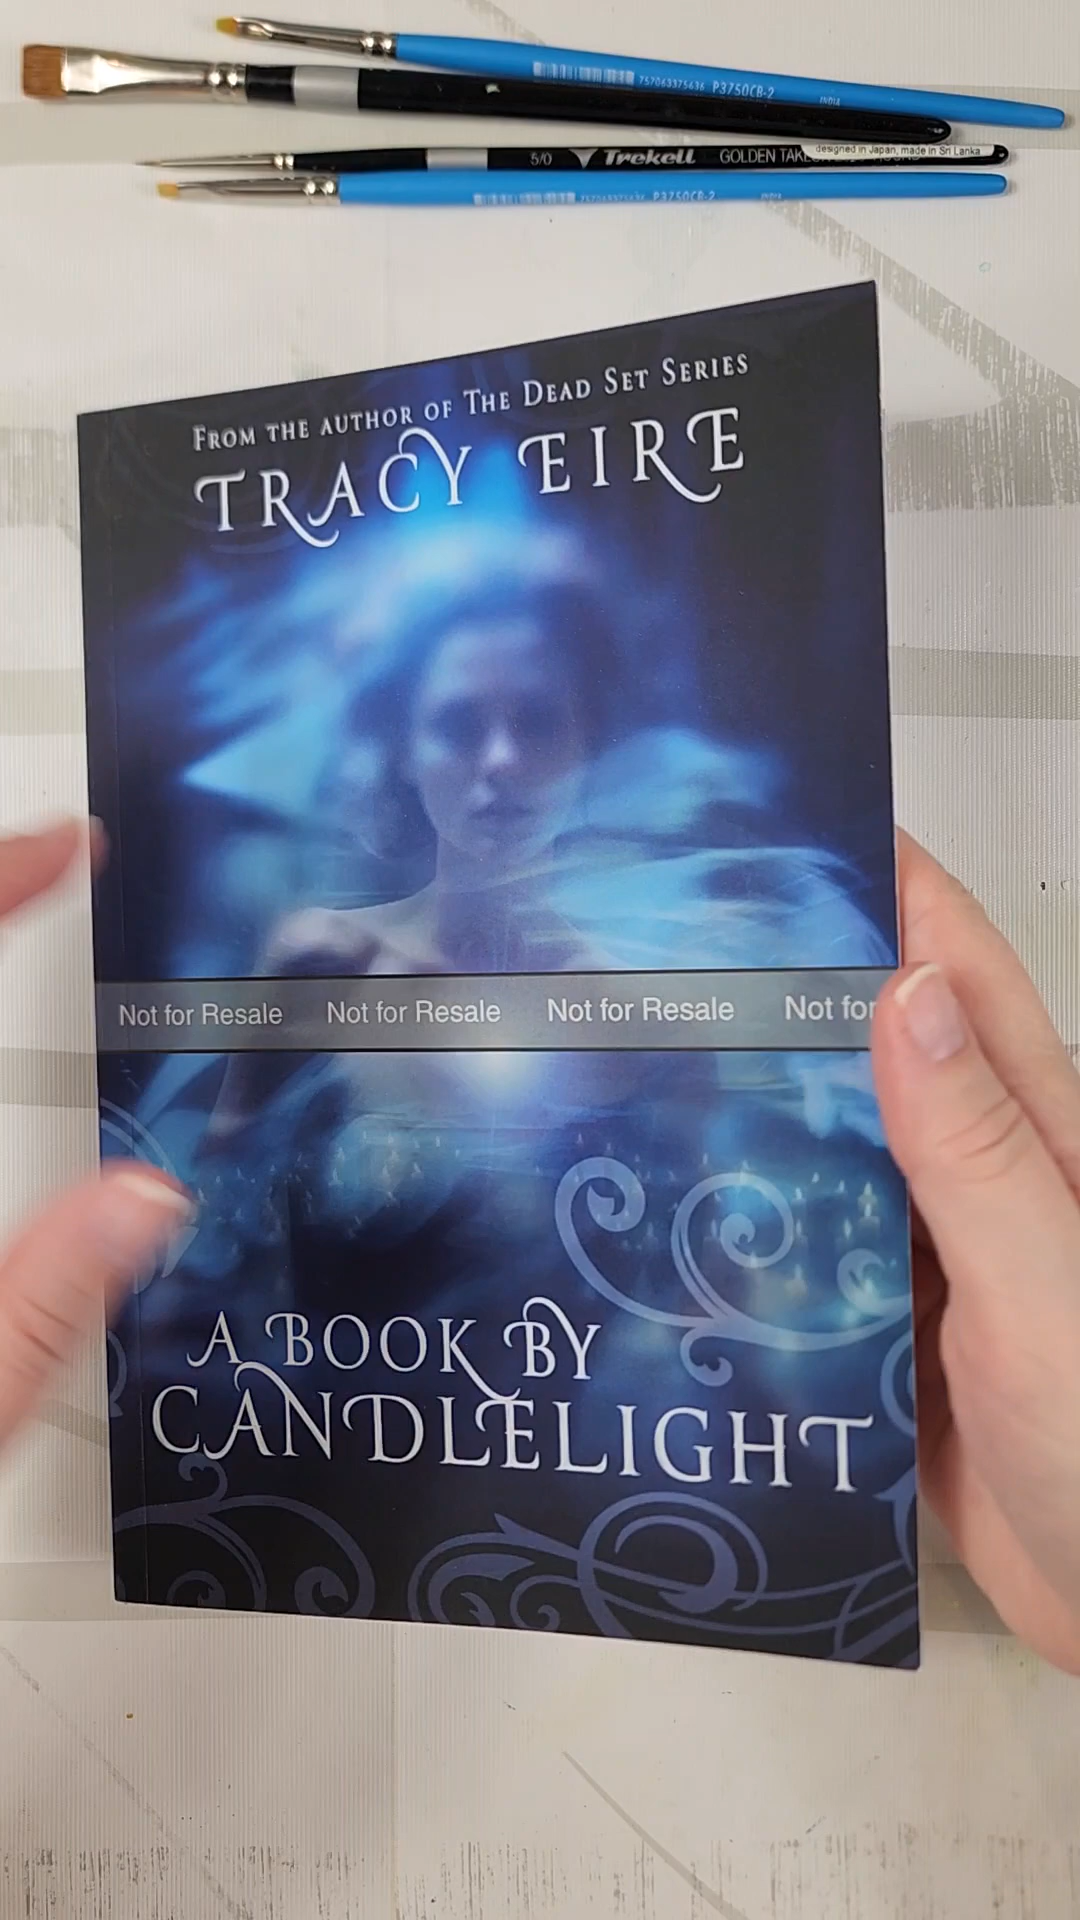 757063375636 P3750CB-2 INDIA
designed in Japan, made in Sri Lanka
5/0 Trekell GOLDEN
P3750CB-2
FROM THE AUTHOR OF THE DEAD SET SERIES
TRACY EIRE
Not for Resale Not for Resale Not for Resale Not for
A BOOK BY
CANDLELIGHT